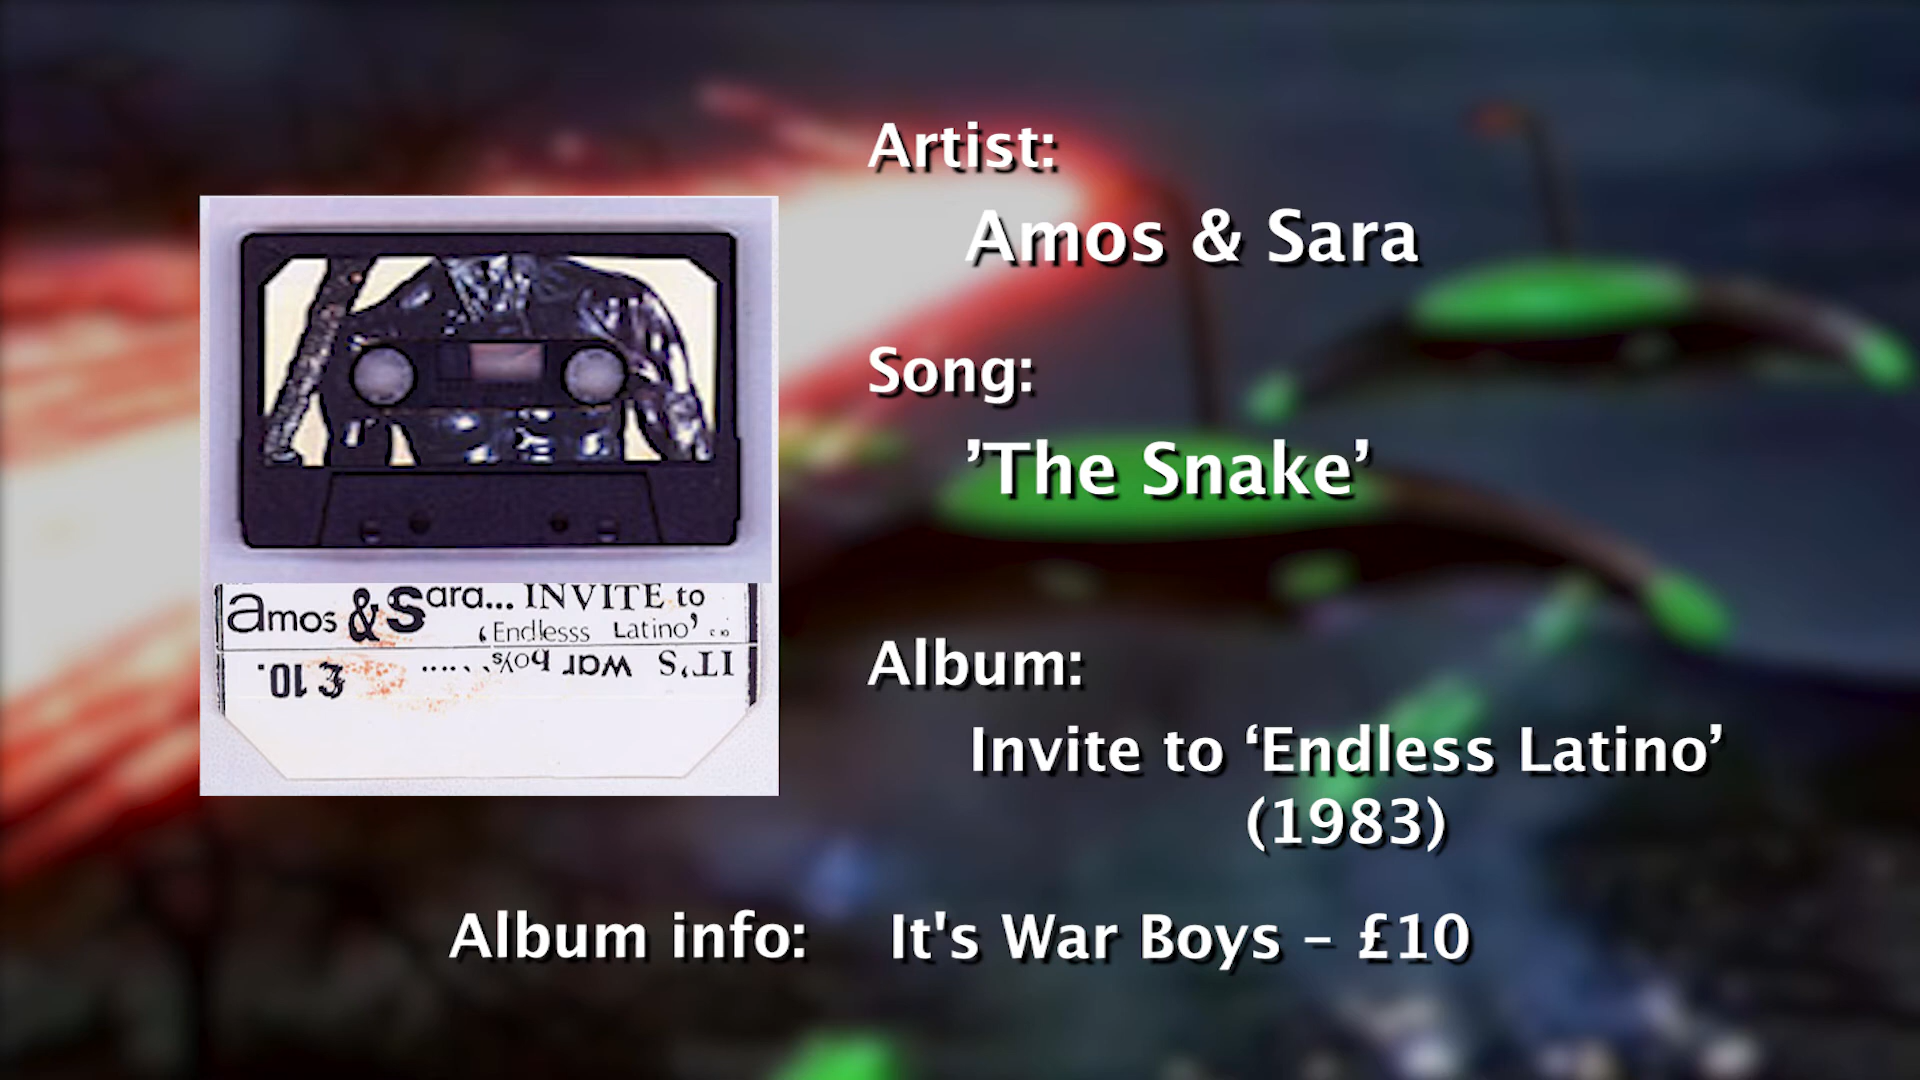 Artist:
Amos & Sara
Song:
’The Snake’
Album:
Invite to ‘Endless Latino’
(1983)
Album info: It's War Boys – £10
amos & Sara... INVITE to
‘Endlesss Latino’ ..
IT'S war boys......
£ 10.